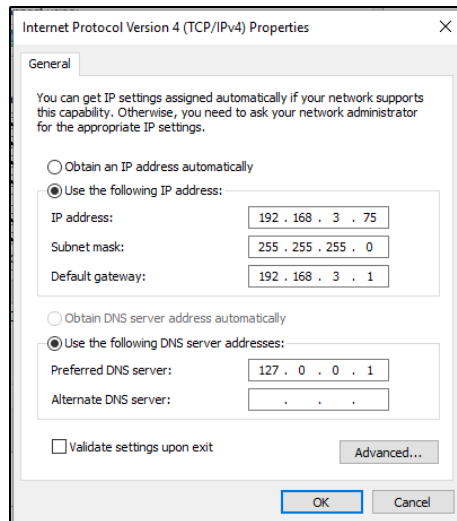 Internet Protocol Version 4 (TCP/IPv4) Properties
General
You can get IP settings assigned automatically if your network supports
this capability. Otherwise, you need to ask your network administrator
for the appropriate IP settings.
Obtain an IP address automatically
Use the following IP address:
IP address: 192 . 168 . 3 . 75
Subnet mask: 255 . 255 . 255 . 0
Default gateway: 192 . 168 . 3 . 1
Obtain DNS server address automatically
Use the following DNS server addresses:
Preferred DNS server: 127 . 0 . 0 . 1
Alternate DNS server: . . .
Validate settings upon exit
Advanced...
OK Cancel